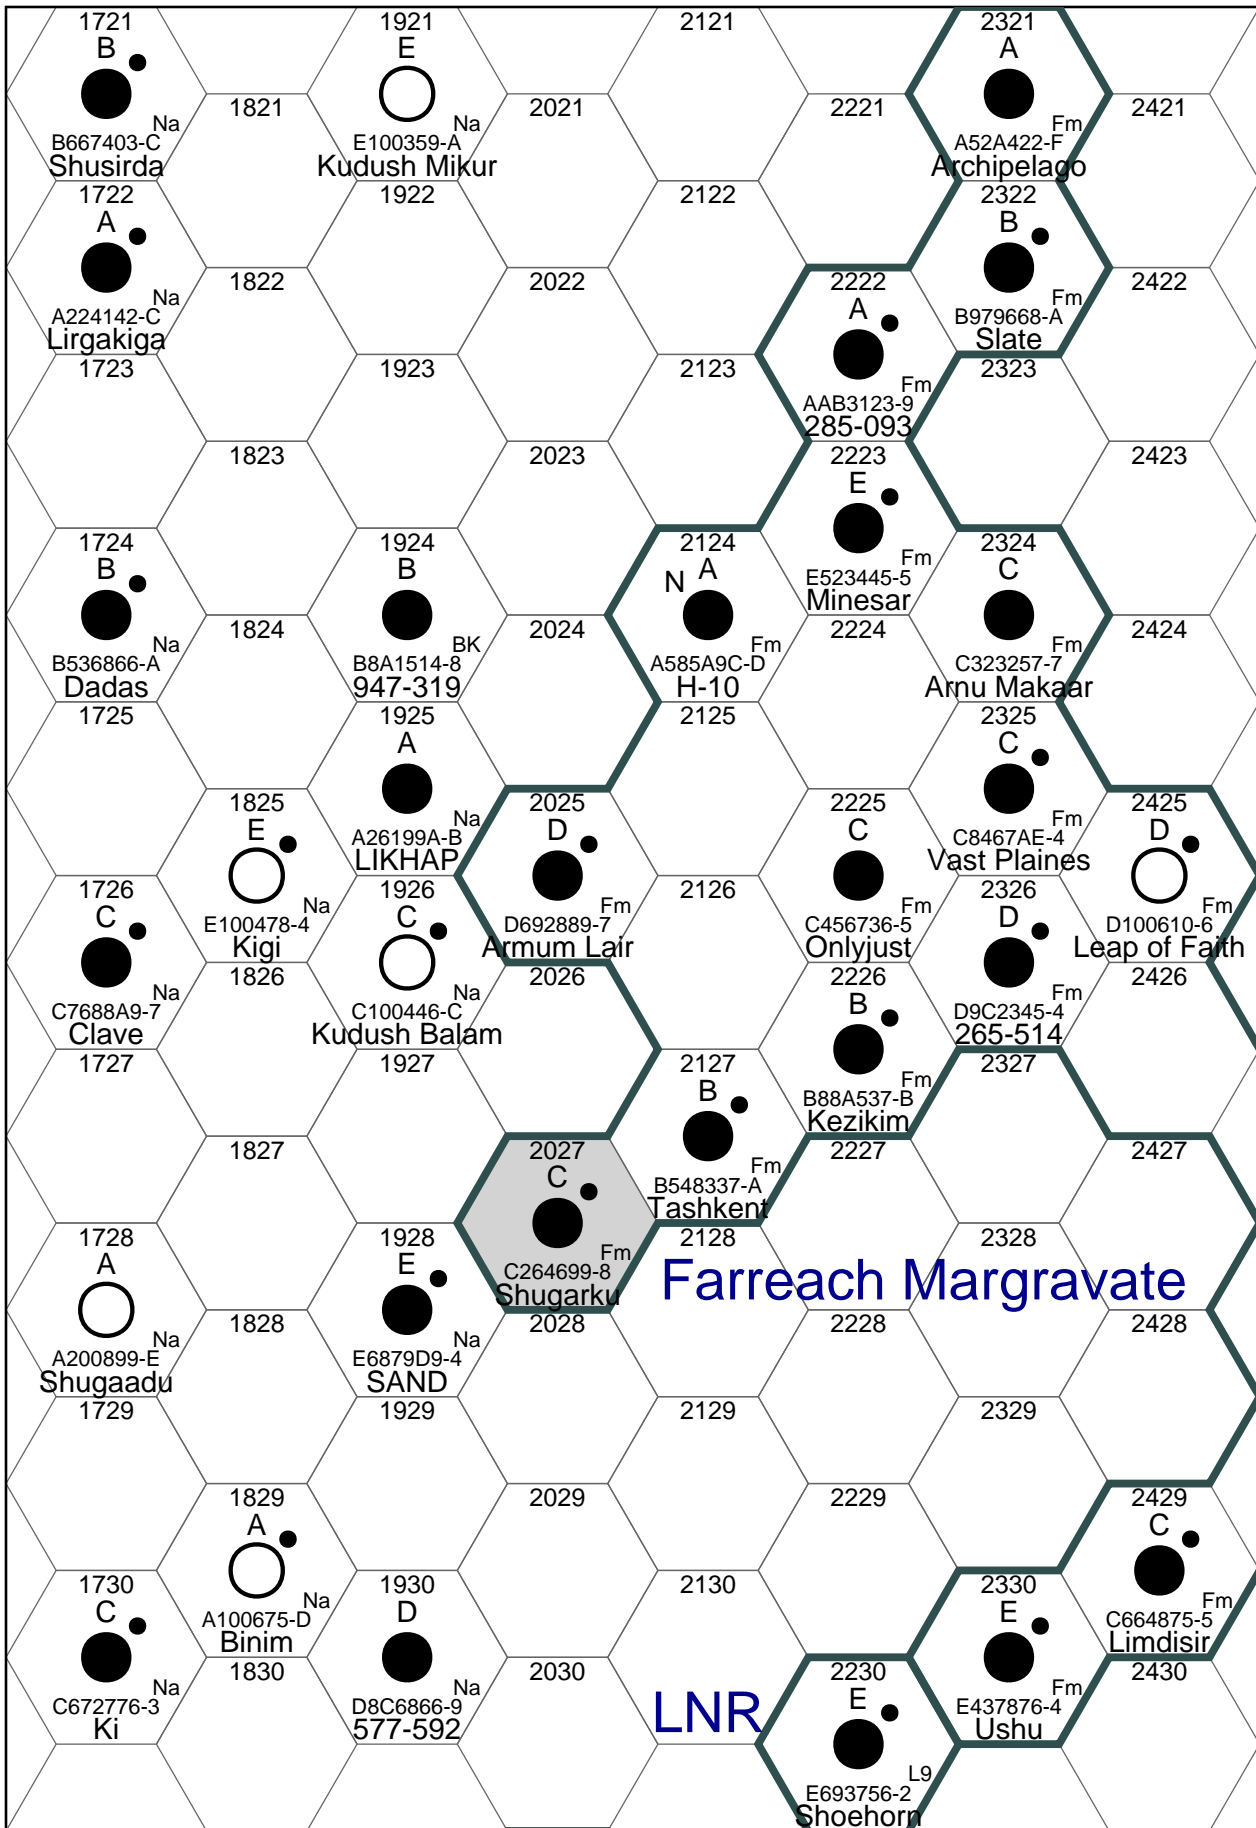 1721
B
Na
B667403-C
Shusirda
1921
E
Na
E100359-A
Kudush Mikur
2121
2321
A
Fm
A52A422-F
Archipelago
1821
2021
2221
2421
1722
A
Na
A224142-C
Lirgakiga
1922
2122
2322
B
Fm
B979668-A
Slate
1822
2022
2222
A
Fm
AAB3123-9
285-093
2422
1723
1923
2123
2323
1823
2023
2223
E
Fm
E523445-5
Minesar
2423
1724
B
Na
B536866-A
Dadas
1924
B
BK
B8A1514-8
947-319
2124
N A
Fm
A585A9C-D
H-10
2324
C
Fm
C323257-7
Arnu Makaar
1824
2024
2224
2424
1725
1925
A
Na
A26199A-B
LIKHAP
2125
2325
C
Fm
C8467AE-4
Vast Plaines
1825
E
Na
E100478-4
Kigi
2025
D
Fm
D692889-7
Armum Lair
2225
C
Fm
C456736-5
Onlyjust
2425
D
Fm
D100610-6
Leap of Faith
1726
C
Na
C7688A9-7
Clave
1926
C
Na
C100446-C
Kudush Balam
2126
2326
D
Fm
D9C2345-4
265-514
1826
2026
2226
B
Fm
B88A537-B
Kezikim
2426
1727
1927
2127
B
Fm
B548337-A
Tashkent
2327
1827
2027
C
Fm
C264699-8
Shugarku
2227
2427
1728
A
Na
A200899-E
Shugaadu
1928
E
Na
E6879D9-4
SAND
2128
2328
Farreach Margravate
1828
2028
2228
2428
1729
1929
2129
2329
1829
A
Na
A100675-D
Binim
2029
2229
2429
C
Fm
C664875-5
Limdisir
1730
C
Na
C672776-3
Ki
1930
D
Na
D8C6866-9
577-592
2130
2330
E
Fm
E437876-4
Ushu
1830
2030
LNR
2230
E
L9
E693756-2
Shoehorn
2430